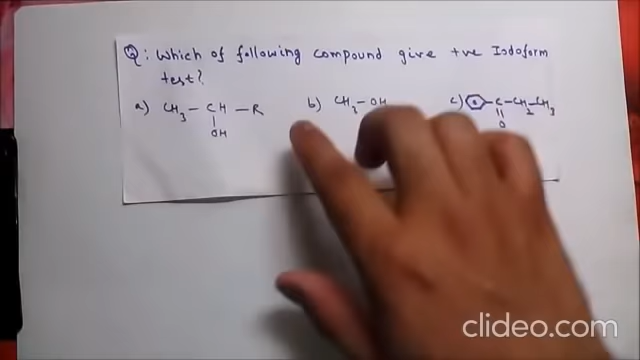 Q: Which of following compound give +ve Iodoform
test?
a) CH3 - CH - R b) CH3 - OH c) C - CH2 - CH3
OH O
clideo.com